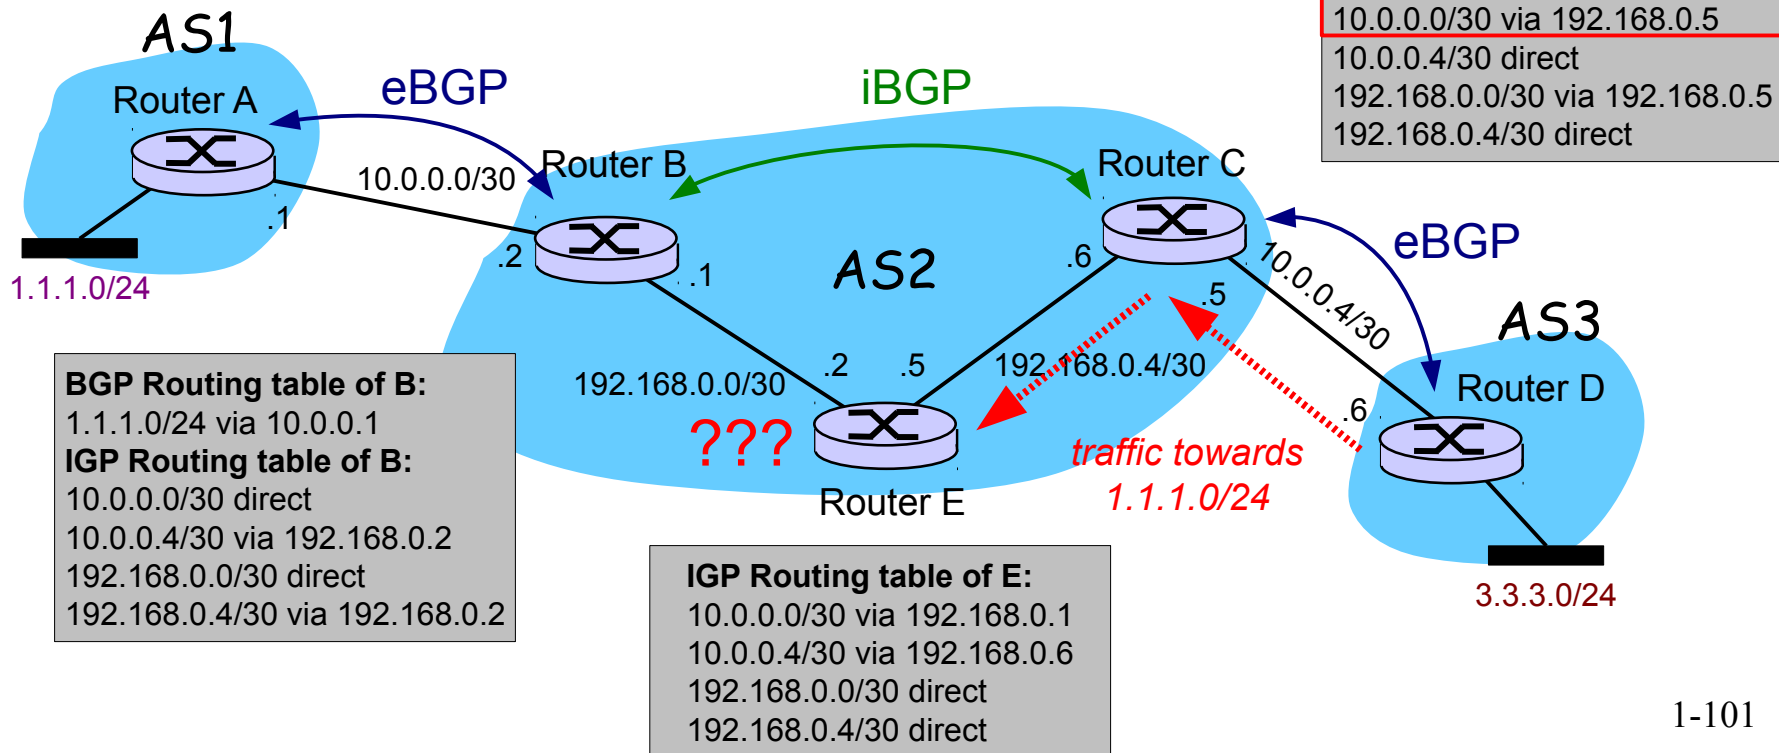 10.0.0.0/30 via 192.168.0.5
10.0.0.4/30 direct
192.168.0.0/30 via 192.168.0.5
192.168.0.4/30 direct
AS1
Router A
eBGP
iBGP
Router B
Router C
10.0.0.0/30
.1
.2
.1
1.1.1.0/24
AS2
.6
.5
10.0.0.4/30
eBGP
AS3
Router D
.6
3.3.3.0/24
192.168.0.0/30
.2
.5
192.168.0.4/30
???
Router E
traffic towards
1.1.1.0/24
BGP Routing table of B:
1.1.1.0/24 via 10.0.0.1
IGP Routing table of B:
10.0.0.0/30 direct
10.0.0.4/30 via 192.168.0.2
192.168.0.0/30 direct
192.168.0.4/30 via 192.168.0.2
IGP Routing table of E:
10.0.0.0/30 via 192.168.0.1
10.0.0.4/30 via 192.168.0.6
192.168.0.0/30 direct
192.168.0.4/30 direct
1-101